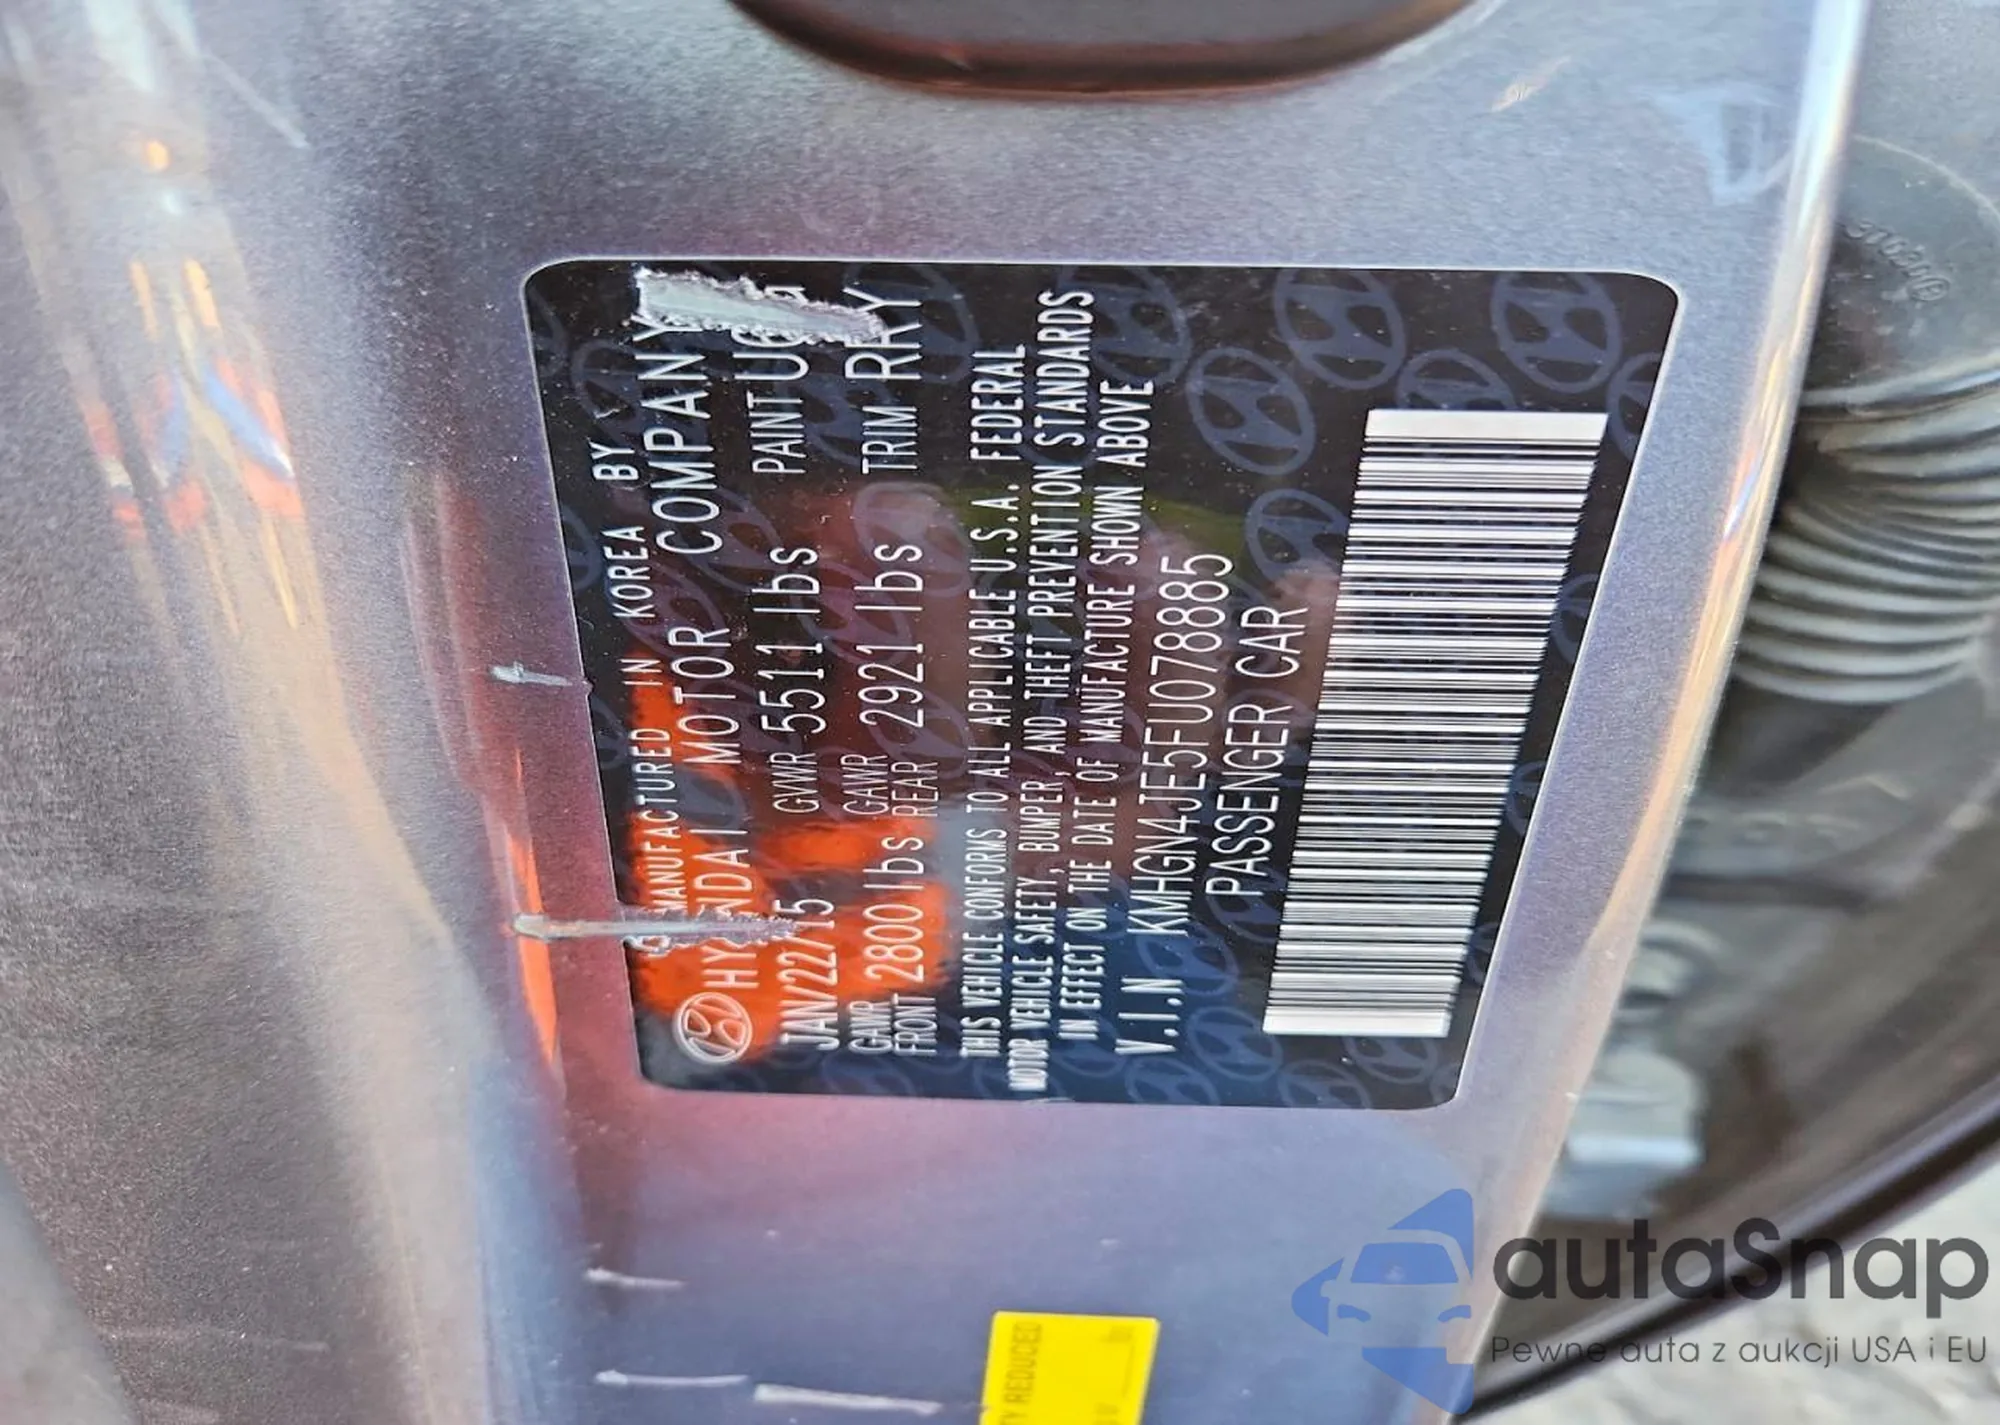 MANUFACTURED IN KOREA BY
HYUNDAI MOTOR COMPANY
JAN/22/15 GVWR 5511 lbs PAINT
GAWR FRONT 2800 lbs GAWR REAR 2921 lbs TRIM RRY
THIS VEHICLE CONFORMS TO ALL APPLICABLE U.S.A. FEDERAL
MOTOR VEHICLE SAFETY, BUMPER, AND THEFT PREVENTION STANDARDS
IN EFFECT ON THE DATE OF MANUFACTURE SHOWN ABOVE
V.I.N KMHGN4JE5FU078885
PASSENGER CAR
REDUCED
autaSnap
Pewne auta z aukcji USA i EU